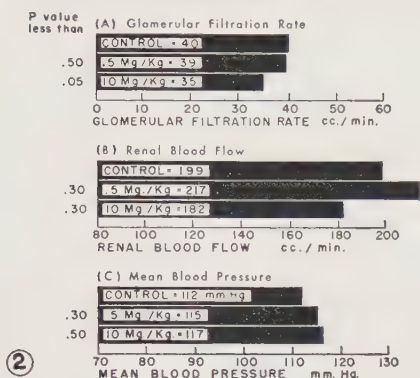 P value
less than
(A) Glomerular Filtration Rate
CONTROL = 40
.50 .5 Mg/Kg = 39
.05 10 Mg/Kg = 35
0 10 20 30 40 50 60
GLOMERULAR FILTRATION RATE cc./min.
(B) Renal Blood Flow
CONTROL = 199
.30 .5 Mg/Kg = 217
.30 10 Mg/Kg = 182
80 100 120 140 160 180 200
RENAL BLOOD FLOW cc./min.
(C) Mean Blood Pressure
CONTROL = 112 mm Hg
.30 .5 Mg/Kg = 115
.50 10 Mg/Kg = 117
70 80 90 100 110 120 130
MEAN BLOOD PRESSURE mm. Hg.
2